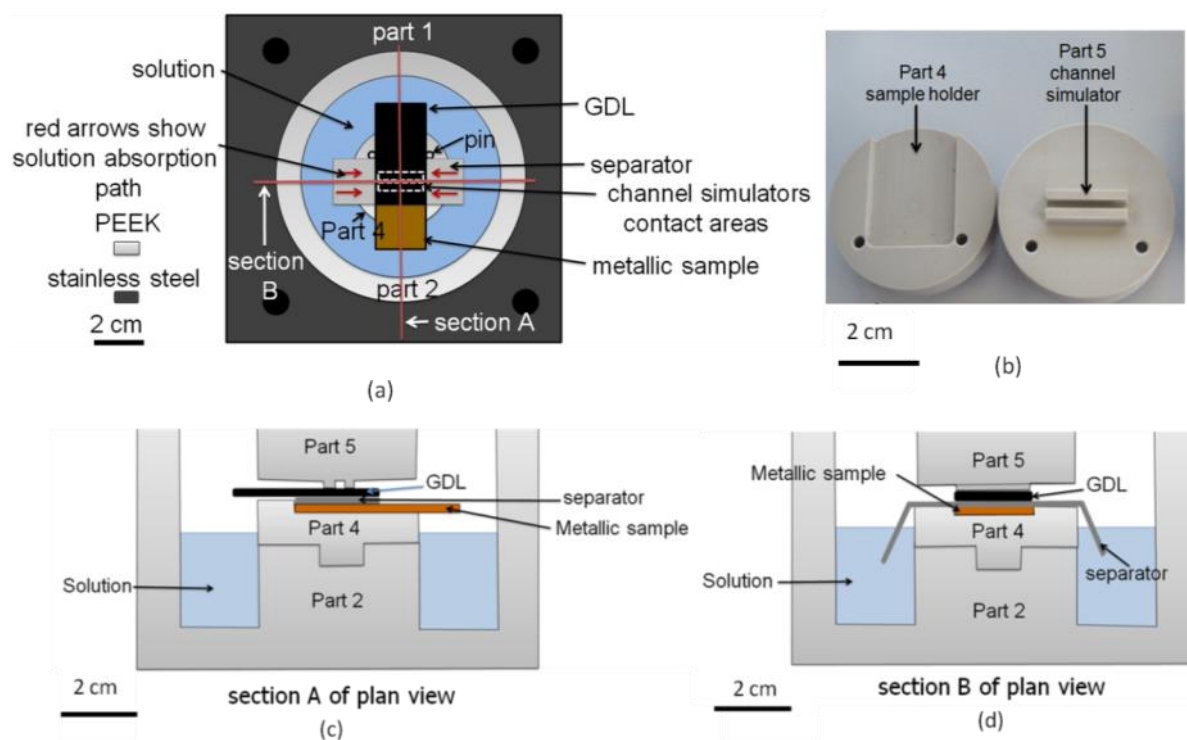 part 1
solution
GDL
red arrows show
solution absorption
path
pin
separator
channel simulators
contact areas
Part 4
PEEK
section
B
metallic sample
stainless steel
part 2
section A
2 cm
(a)
Part 4
sample holder
Part 5
channel
simulator
2 cm
(b)
Part 5
GDL
separator
Metallic sample
Part 4
Solution
Part 2
2 cm
section A of plan view
(c)
Part 5
Metallic sample
GDL
Part 4
Solution
separator
Part 2
2 cm
section B of plan view
(d)